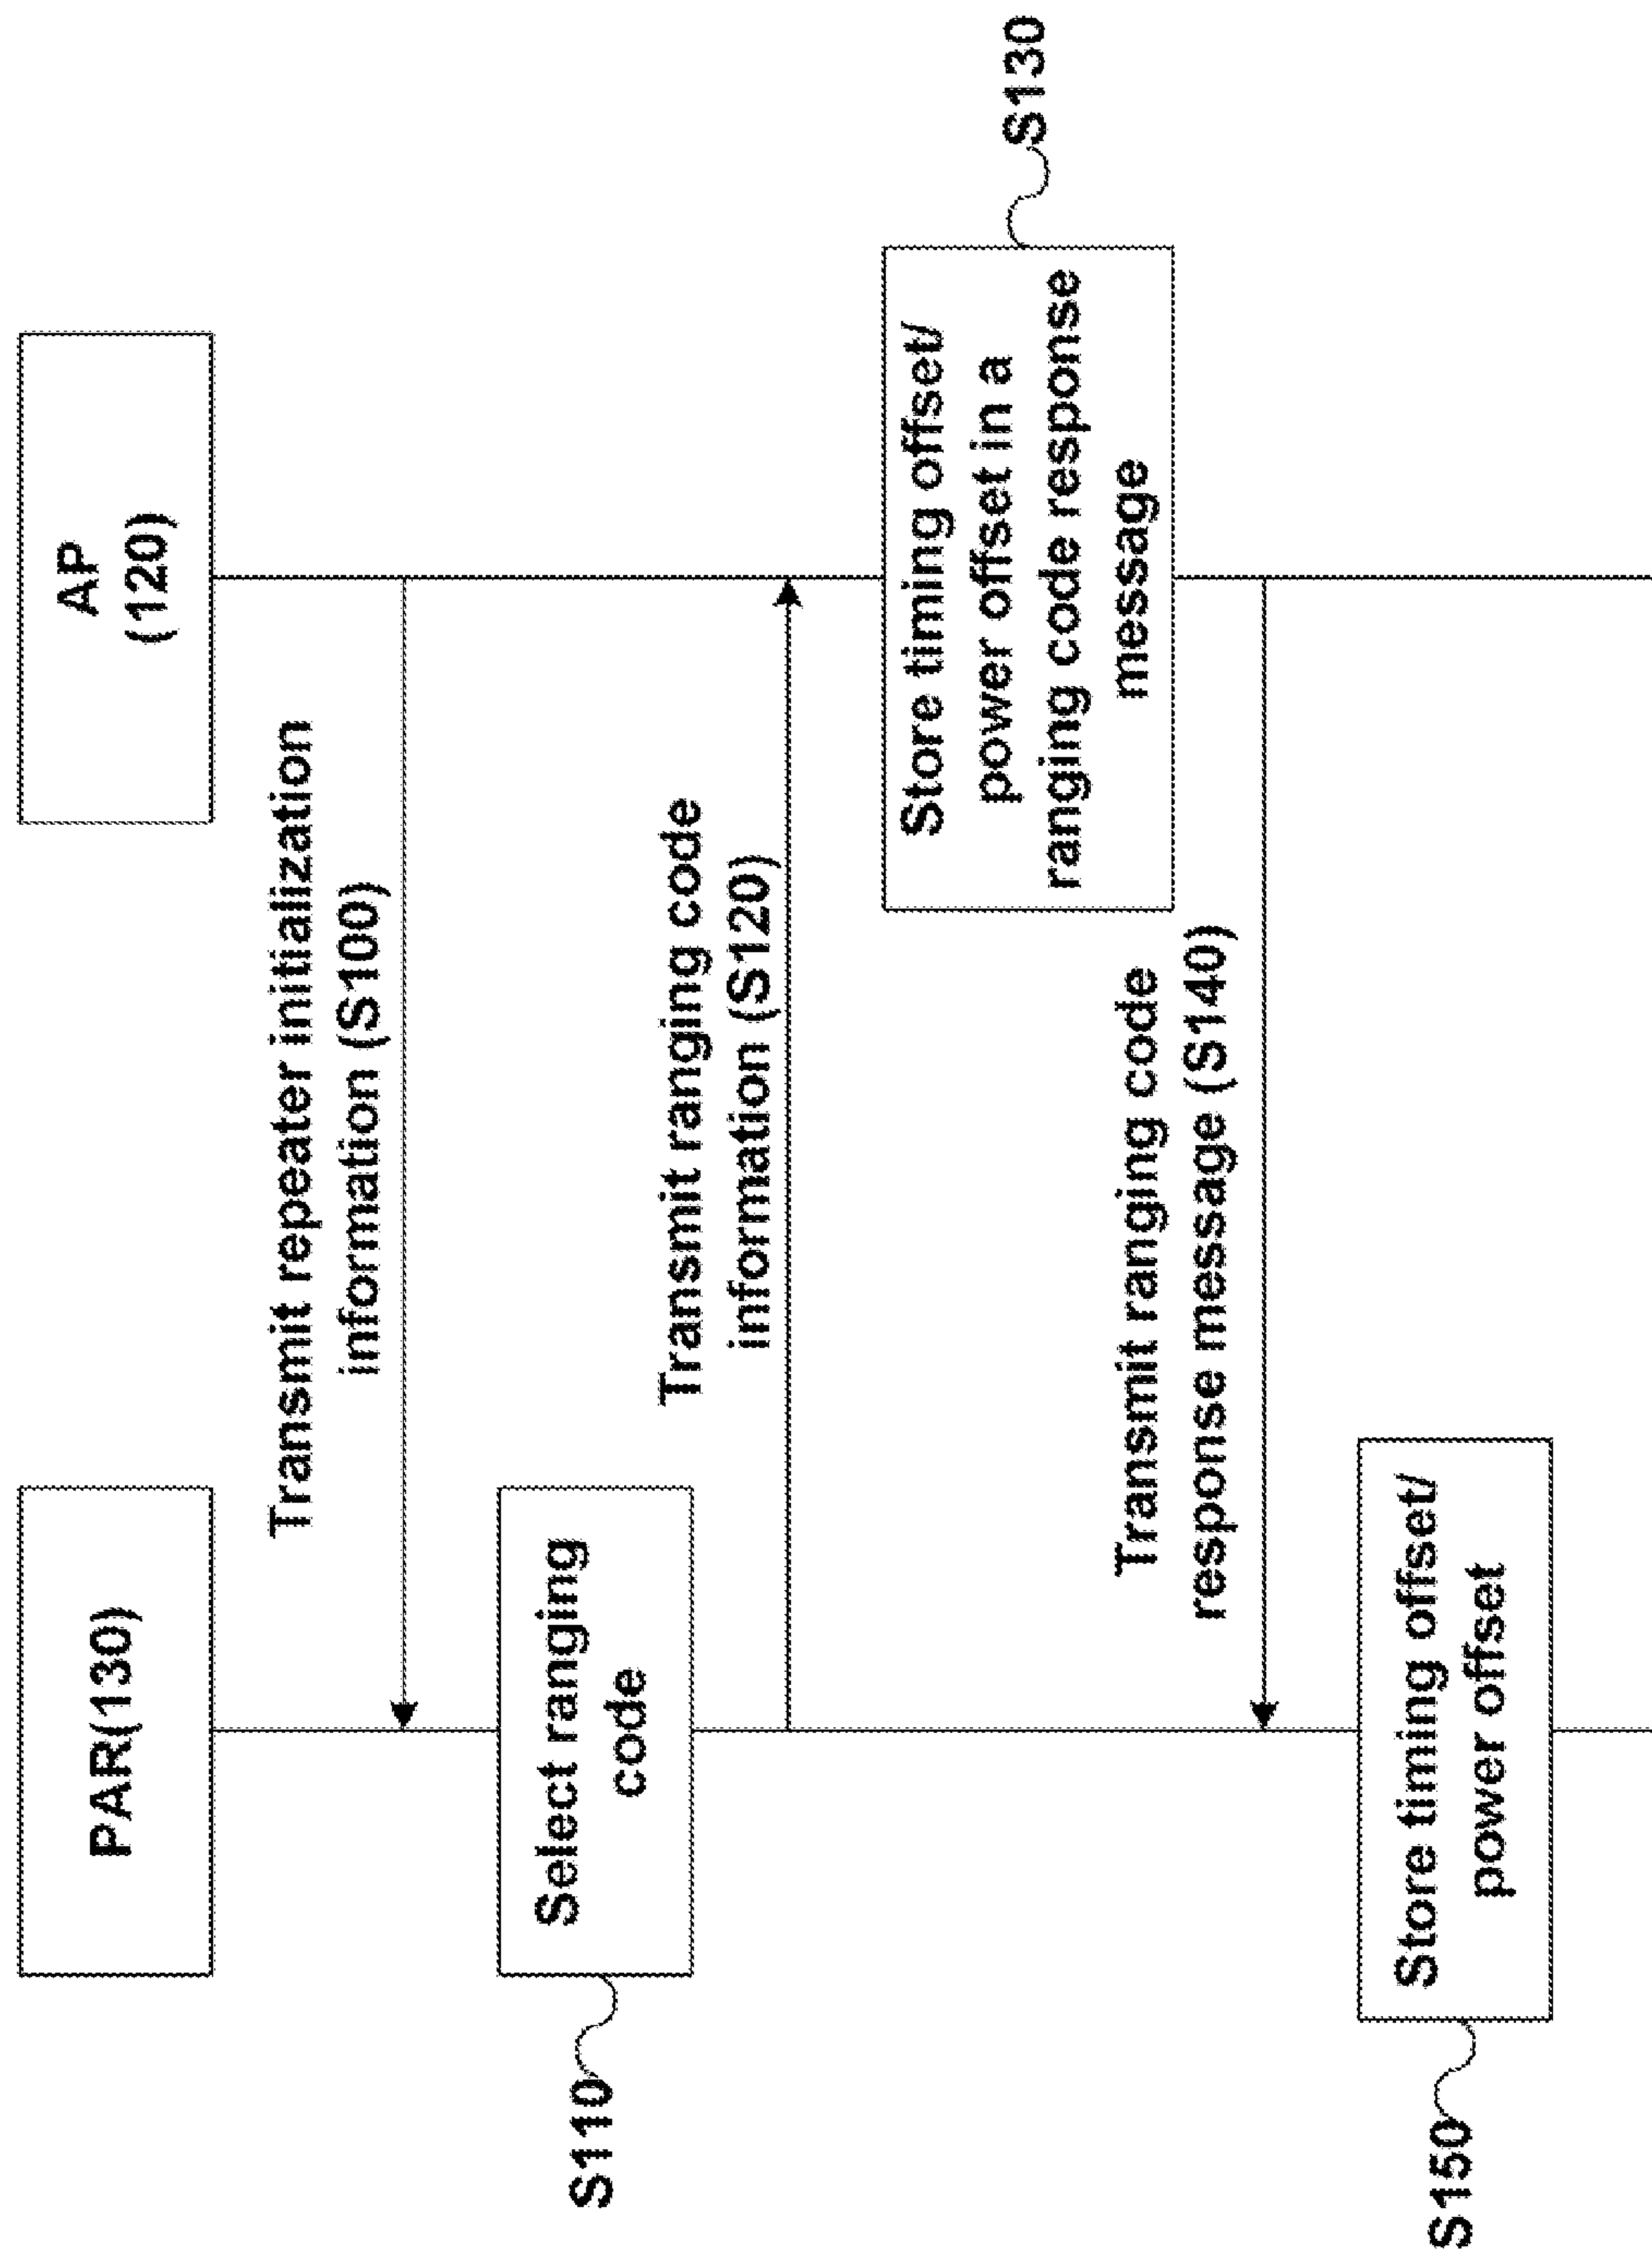 PAR(130)
AP
(120)
Transmit repeater initialization
information (S100)
S110
Select ranging
code
Transmit ranging code
information (S120)
Store timing offset/
power offset in a
ranging code response
message
S130
Transmit ranging code
response message (S140)
S150
Store timing offset/
power offset